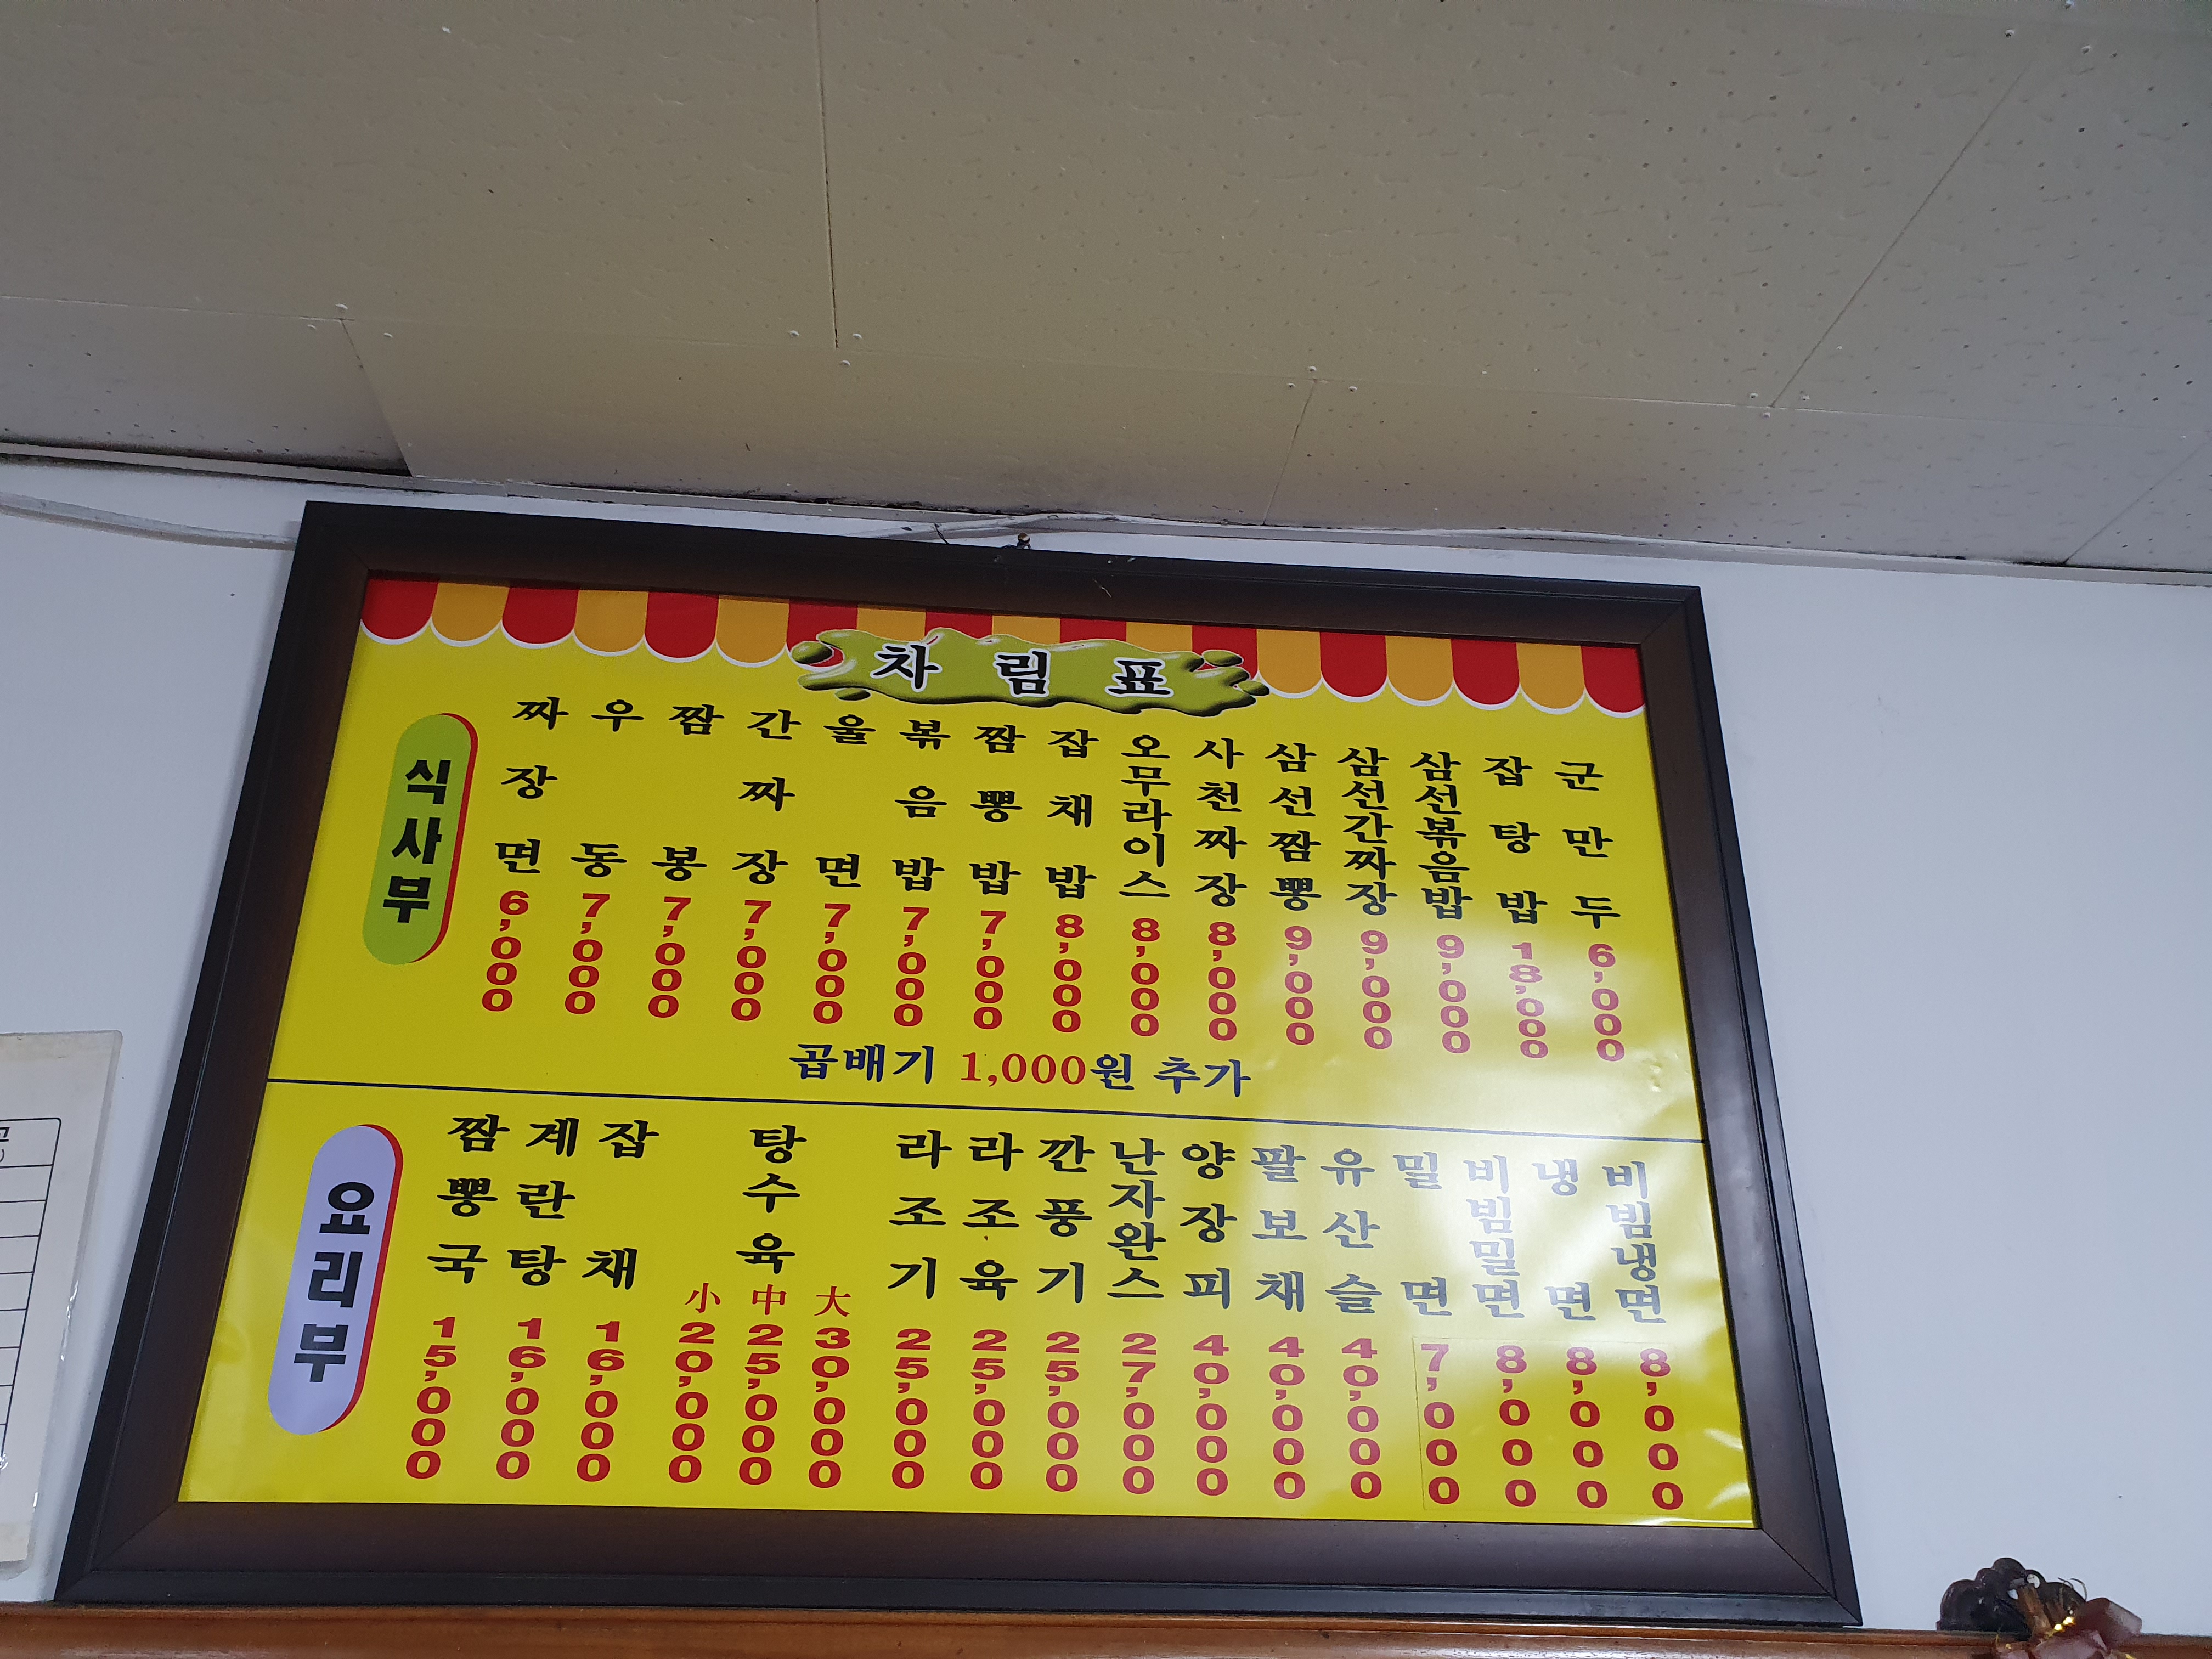 차림표
식사부
짜장면 6,000
우동 7,000
짬봉 7,000
간짜장 7,000
울면 7,000
볶음밥 7,000
짬뽕밥 7,000
잡채밥 8,000
오무라이스 8,000
사천짜장 8,000
삼선짬뽕 9,000
삼선간짜장 9,000
삼선볶음밥 9,000
잡탕밥 18,000
군만두 6,000
곱배기 1,000원 추가
요리부
짬뽕국 15,000
계란탕 16,000
잡채 16,000
탕수육
小 20,000
中 25,000
大 30,000
라조기 25,000
라조육 25,000
깐풍기 25,000
난자완스 27,000
양장피 40,000
팔보채 40,000
유산슬 40,000
밀면 7,000
비빔밀면 8,000
냉면 8,000
비빔냉면 8,000